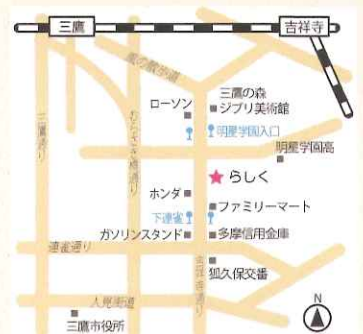 三鷹
吉祥寺
風の散歩道
三鷹の森
ジブリ美術館
ローソン
明星学園入口
明星学園高
三鷹通り
むらさき橋通り
らしく
ホンダ
ファミリーマート
下連雀
ガソリンスタンド
多摩信用金庫
連雀通り
吉祥寺通り
狐久保交番
人見街道
三鷹市役所
N